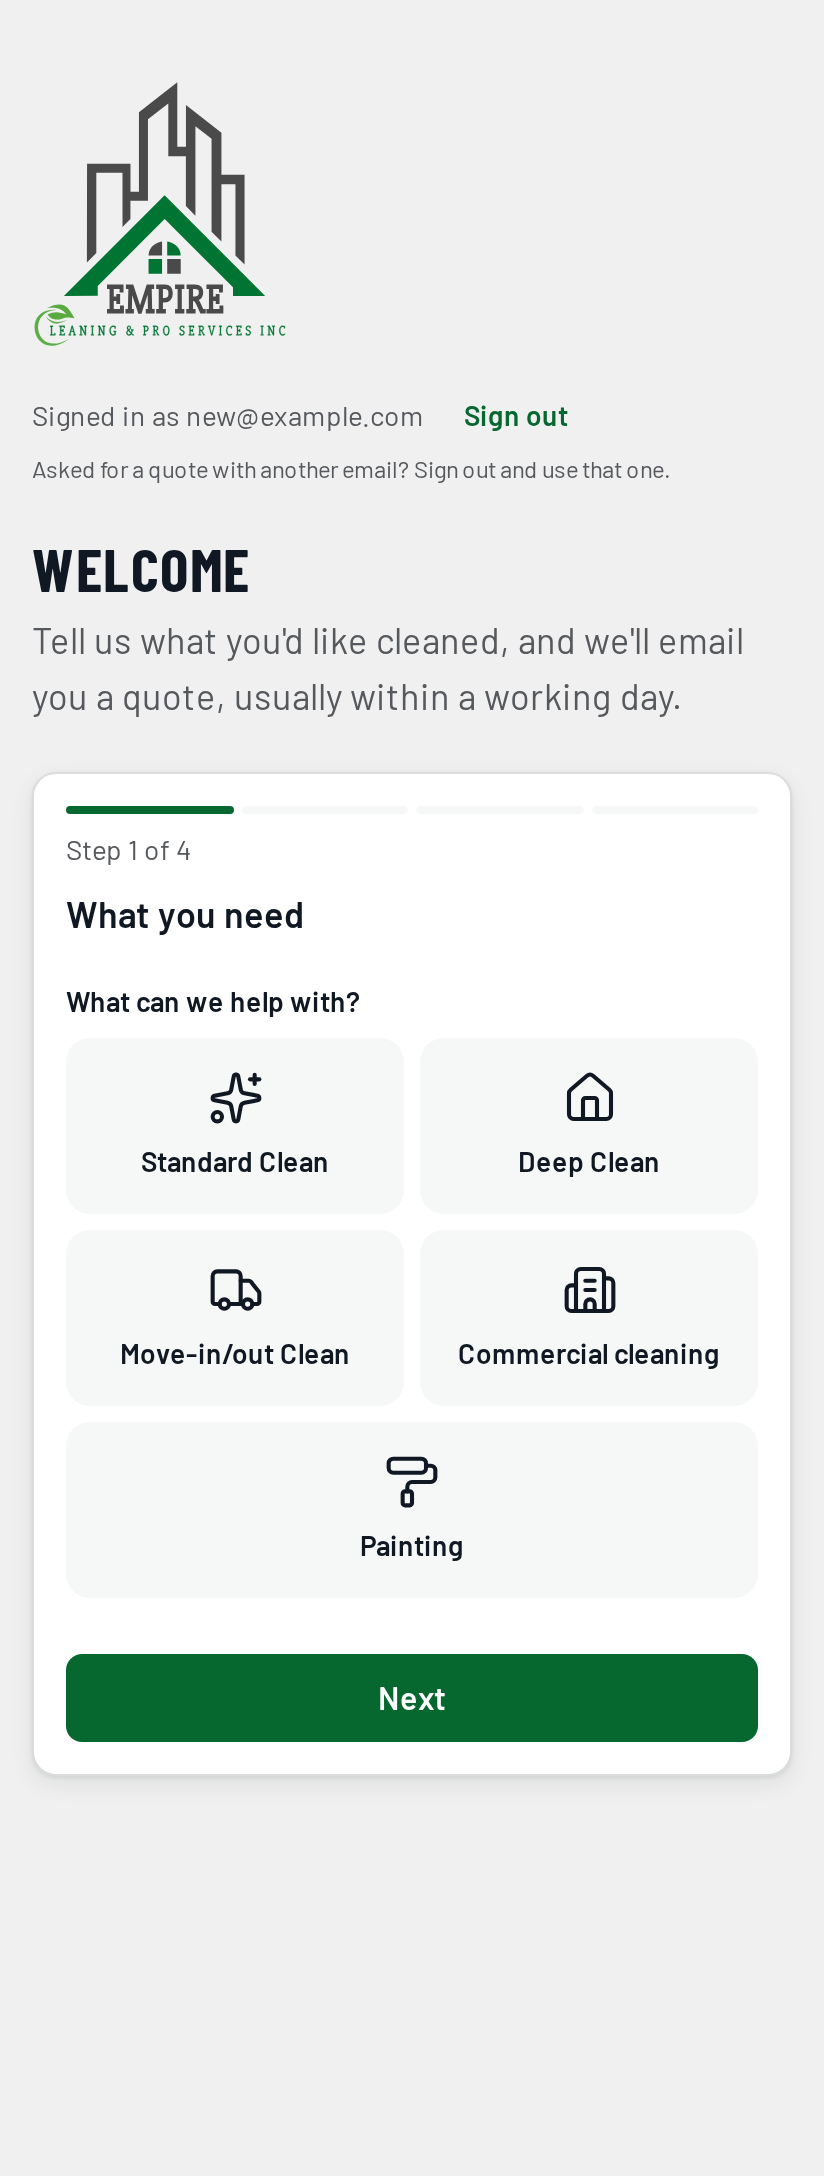 EMPIRE
CLEANING & PRO SERVICES INC
Signed in as new@example.com Sign out
Asked for a quote with another email? Sign out and use that one.
WELCOME
Tell us what you'd like cleaned, and we'll email
you a quote, usually within a working day.
Step 1 of 4
What you need
What can we help with?
Standard Clean
Deep Clean
Move-in/out Clean
Commercial cleaning
Painting
Next